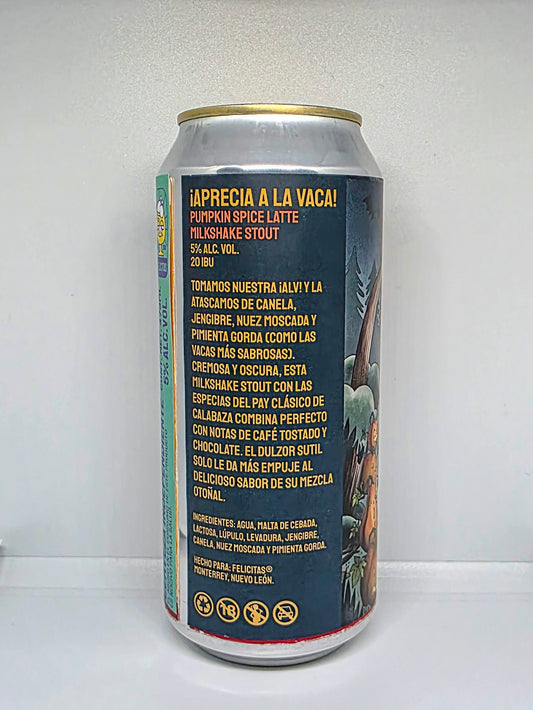 ¡APRECIA A LA VACA!
PUMPKIN SPICE LATTE
MILKSHAKE STOUT
5% ALC. VOL.
20 IBU
TOMAMOS NUESTRA ¡ALV! Y LA
ATASCAMOS DE CANELA,
JENGIBRE, NUEZ MOSCADA Y
PIMIENTA GORDA (COMO LAS
VACAS MÁS SABROSAS).
CREMOSA Y OSCURA, ESTA
MILKSHAKE STOUT CON LAS
ESPECIAS DEL PAY CLÁSICO DE
CALABAZA COMBINA PERFECTO
CON NOTAS DE CAFÉ TOSTADO Y
CHOCOLATE. EL DULZOR SUTIL
SOLO LE DA MÁS EMPUJE AL
DELICIOSO SABOR DE SU MEZCLA
OTOÑAL.
INGREDIENTES: AGUA, MALTA DE CEBADA,
LACTOSA, LÚPULO, LEVADURA, JENGIBRE,
CANELA, NUEZ MOSCADA Y PIMIENTA GORDA.
HECHO PARA: FELICITAS®
MONTERREY, NUEVO LEÓN.
18
5% ALC. VOL.